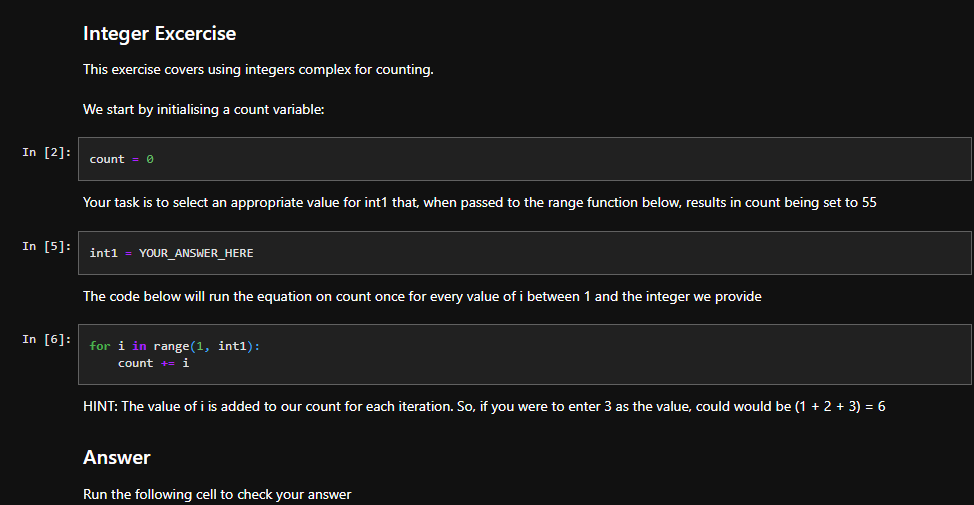 Integer Excercise
This exercise covers using integers complex for counting.
We start by initialising a count variable:
In [2]:
count = 0
Your task is to select an appropriate value for int1 that, when passed to the range function below, results in count being set to 55
In [5]:
int1 = YOUR_ANSWER_HERE
The code below will run the equation on count once for every value of i between 1 and the integer we provide
In [6]:
for i in range(1, int1):
    count += i
HINT: The value of i is added to our count for each iteration. So, if you were to enter 3 as the value, could would be (1 + 2 + 3) = 6
Answer
Run the following cell to check your answer